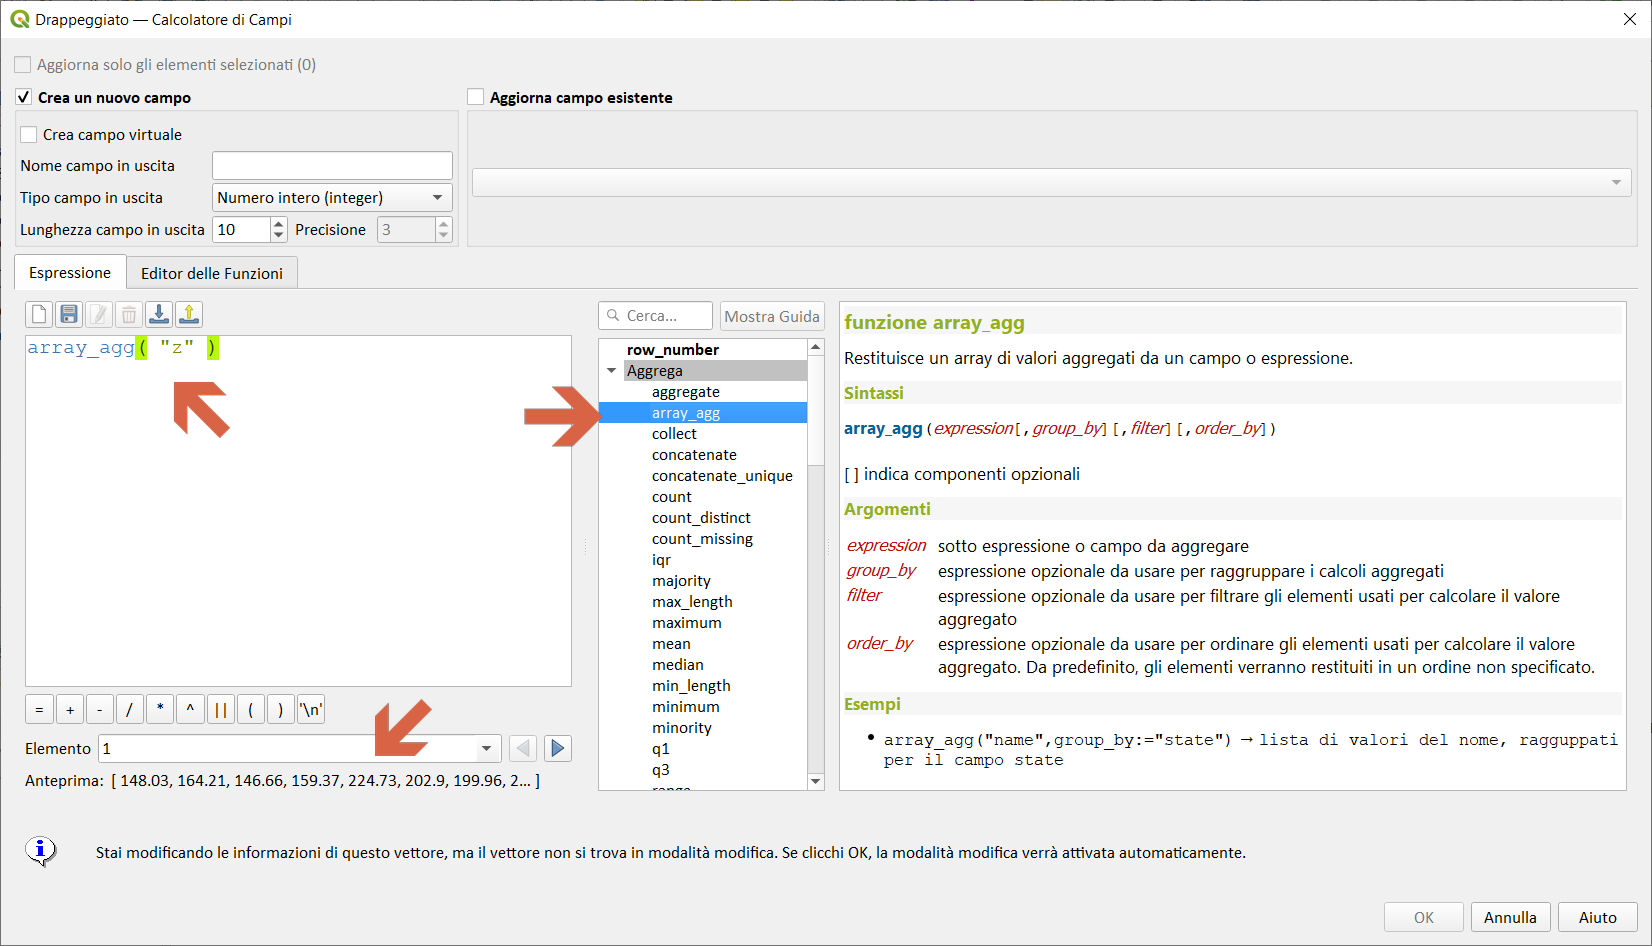 Drappeggiato — Calcolatore di Campi
Aggiorna solo gli elementi selezionati (0)
Crea un nuovo campo
Aggiorna campo esistente
Crea campo virtuale
Nome campo in uscita
Tipo campo in uscita
Numero intero (integer)
Lunghezza campo in uscita
10
Precisione
3
Espressione
Editor delle Funzioni
array_agg( "z" )
= + - / * ^ || ( ) '\n'
Elemento
1
Anteprima: [ 148.03, 164.21, 146.66, 159.37, 224.73, 202.9, 199.96, 2... ]
Cerca...
Mostra Guida
row_number
Aggrega
aggregate
array_agg
collect
concatenate
concatenate_unique
count
count_distinct
count_missing
iqr
majority
max_length
maximum
mean
median
min_length
minimum
minority
q1
q3
funzione array_agg
Restituisce un array di valori aggregati da un campo o espressione.
Sintassi
array_agg(expression[,group_by][,filter][,order_by])
[ ] indica componenti opzionali
Argomenti
expression sotto espressione o campo da aggregare
group_by espressione opzionale da usare per raggruppare i calcoli aggregati
filter espressione opzionale da usare per filtrare gli elementi usati per calcolare il valore
aggregato
order_by espressione opzionale da usare per ordinare gli elementi usati per calcolare il valore
aggregato. Da predefinito, gli elementi verranno restituiti in un ordine non specificato.
Esempi
• array_agg("name",group_by:="state") → lista di valori del nome, ragguppati
per il campo state
Stai modificando le informazioni di questo vettore, ma il vettore non si trova in modalità modifica. Se clicchi OK, la modalità modifica verrà attivata automaticamente.
OK
Annulla
Aiuto